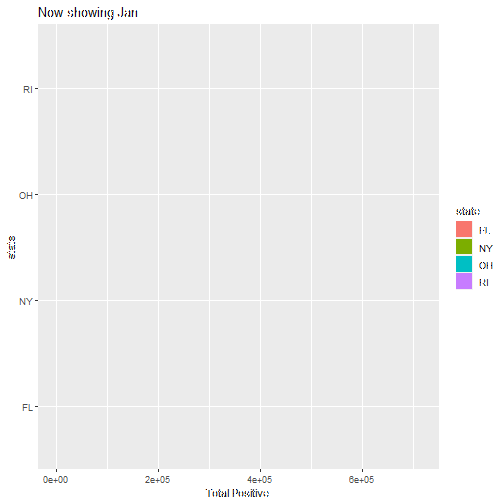 Now showing Jan
RI
OH
NY
FL
state
0e+00 2e+05 4e+05 6e+05
Total Positive
state
FL
NY
OH
RI